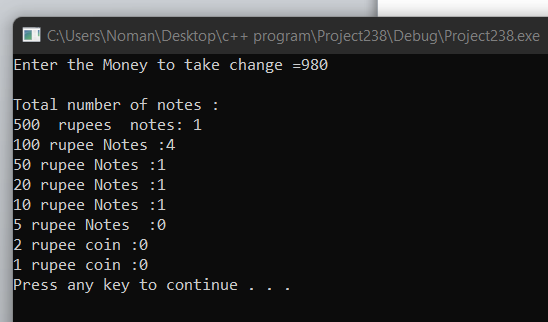 C:\Users\Noman\Desktop\c++ program\Project238\Debug\Project238.exe
Enter the Money to take change =980
Total number of notes :
500  rupees  notes: 1
100 rupee Notes :4
50 rupee Notes :1
20 rupee Notes :1
10 rupee Notes :1
5 rupee Notes  :0
2 rupee coin :0
1 rupee coin :0
Press any key to continue . . .